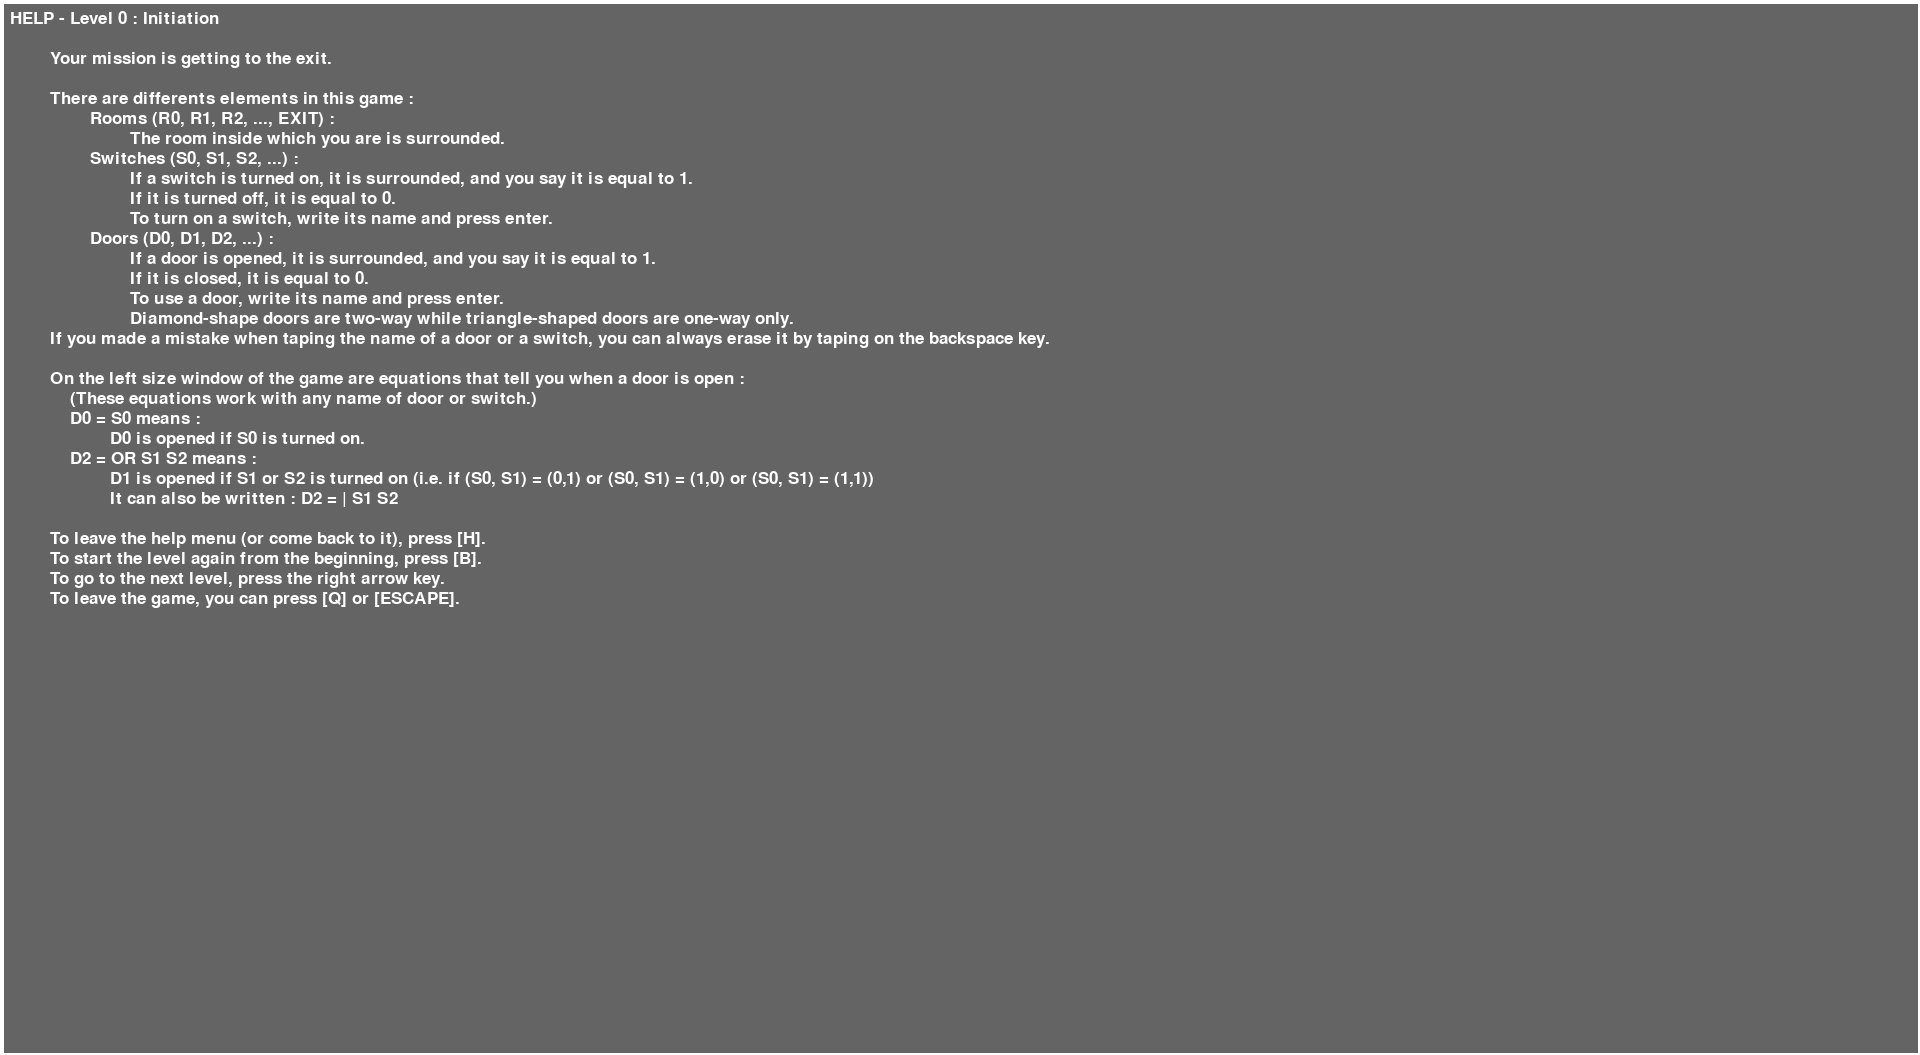 HELP - Level 0 : Initiation
Your mission is getting to the exit.
There are differents elements in this game :
Rooms (R0, R1, R2, ..., EXIT) :
The room inside which you are is surrounded.
Switches (S0, S1, S2, ...) :
If a switch is turned on, it is surrounded, and you say it is equal to 1.
If it is turned off, it is equal to 0.
To turn on a switch, write its name and press enter.
Doors (D0, D1, D2, ...) :
If a door is opened, it is surrounded, and you say it is equal to 1.
If it is closed, it is equal to 0.
To use a door, write its name and press enter.
Diamond-shape doors are two-way while triangle-shaped doors are one-way only.
If you made a mistake when taping the name of a door or a switch, you can always erase it by taping on the backspace key.
On the left size window of the game are equations that tell you when a door is open :
(These equations work with any name of door or switch.)
D0 = S0 means :
D0 is opened if S0 is turned on.
D2 = OR S1 S2 means :
D1 is opened if S1 or S2 is turned on (i.e. if (S0, S1) = (0,1) or (S0, S1) = (1,0) or (S0, S1) = (1,1))
It can also be written : D2 = | S1 S2
To leave the help menu (or come back to it), press [H].
To start the level again from the beginning, press [B].
To go to the next level, press the right arrow key.
To leave the game, you can press [Q] or [ESCAPE].